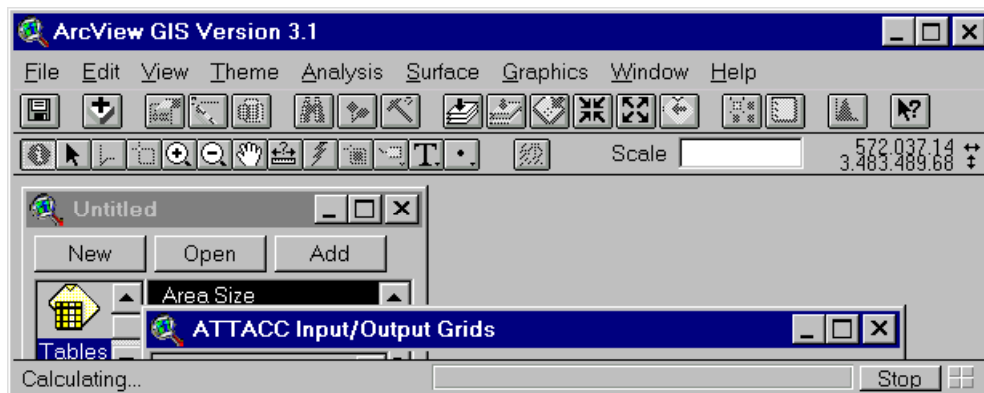 ArcView GIS Version 3.1
File Edit View Theme Analysis Surface Graphics Window Help
T.
Scale
572,037.14
3,483,489.68
Untitled
New Open Add
Area Size
ATTACC Input/Output Grids
Tables
Calculating...
Stop